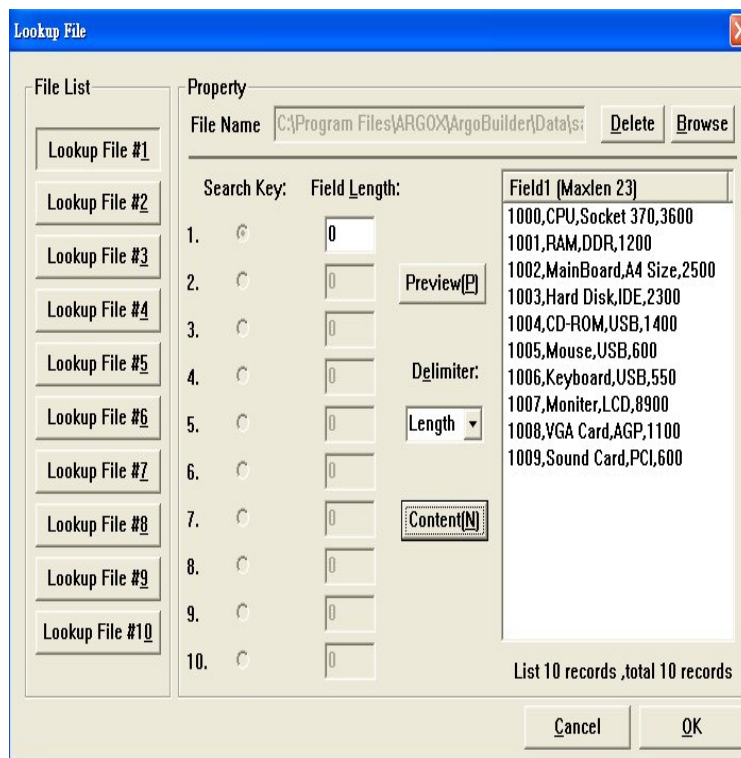 Lookup File
File List
Lookup File #1
Lookup File #2
Lookup File #3
Lookup File #4
Lookup File #5
Lookup File #6
Lookup File #7
Lookup File #8
Lookup File #9
Lookup File #10
Property
File Name C:\Program Files\ARGOX\ArgoBuilder\Data\sa Delete Browse
Search Key: Field Length:
1. 0
2. 0
3. 0
4. 0
5. 0
6. 0
7. 0
8. 0
9. 0
10. 0
Preview(P)
Delimiter:
Length
Content(N)
Field1 (Maxlen 23)
1000,CPU,Socket 370,3600
1001,RAM,DDR,1200
1002,MainBoard,A4 Size,2500
1003,Hard Disk,IDE,2300
1004,CD-ROM,USB,1400
1005,Mouse,USB,600
1006,Keyboard,USB,550
1007,Moniter,LCD,8900
1008,VGA Card,AGP,1100
1009,Sound Card,PCI,600
List 10 records ,total 10 records
Cancel OK